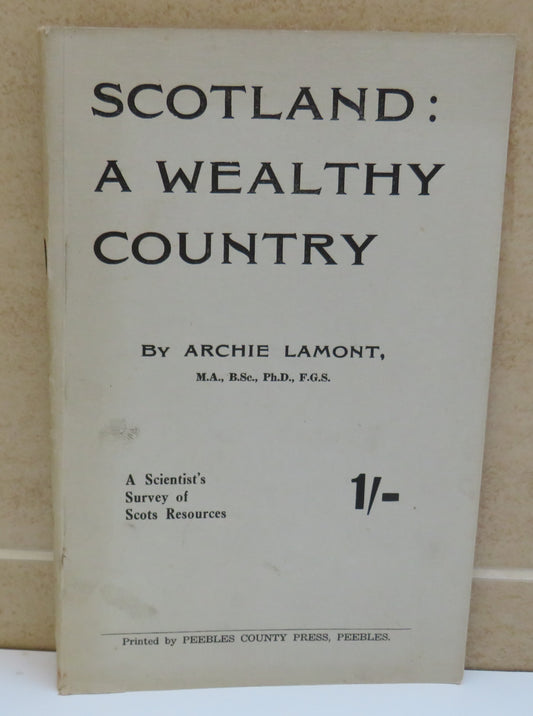 SCOTLAND:
A WEALTHY
COUNTRY
By ARCHIE LAMONT,
M.A., B.Sc., Ph.D., F.G.S.
A Scientist's
Survey of
Scots Resources
1/-
Printed by PEEBLES COUNTY PRESS, PEEBLES.